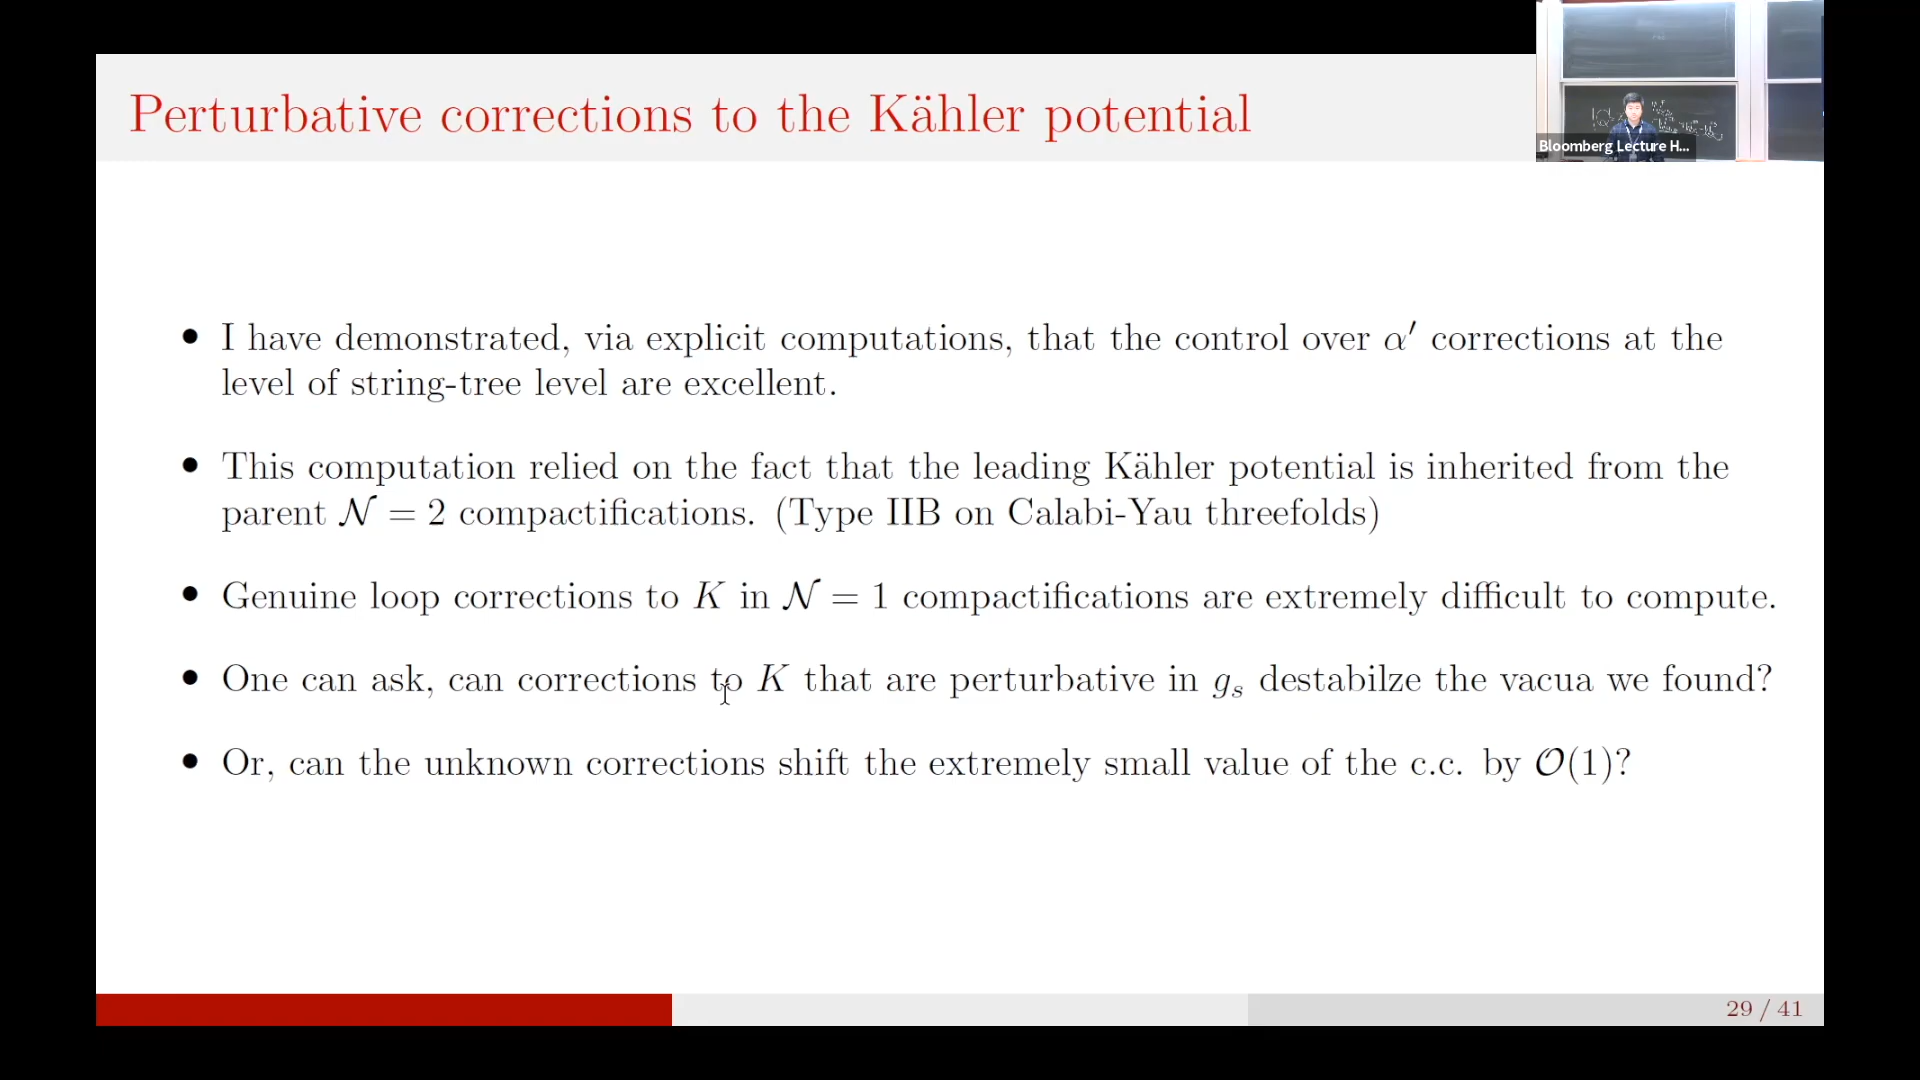 Perturbative corrections to the Kähler potential
Bloomberg Lecture H...
• I have demonstrated, via explicit computations, that the control over α′ corrections at the
level of string-tree level are excellent.
• This computation relied on the fact that the leading Kähler potential is inherited from the
parent 𝒩 = 2 compactifications. (Type IIB on Calabi-Yau threefolds)
• Genuine loop corrections to K in 𝒩 = 1 compactifications are extremely difficult to compute.
• One can ask, can corrections to K that are perturbative in gₛ destabilze the vacua we found?
• Or, can the unknown corrections shift the extremely small value of the c.c. by 𝒪(1)?
29 / 41